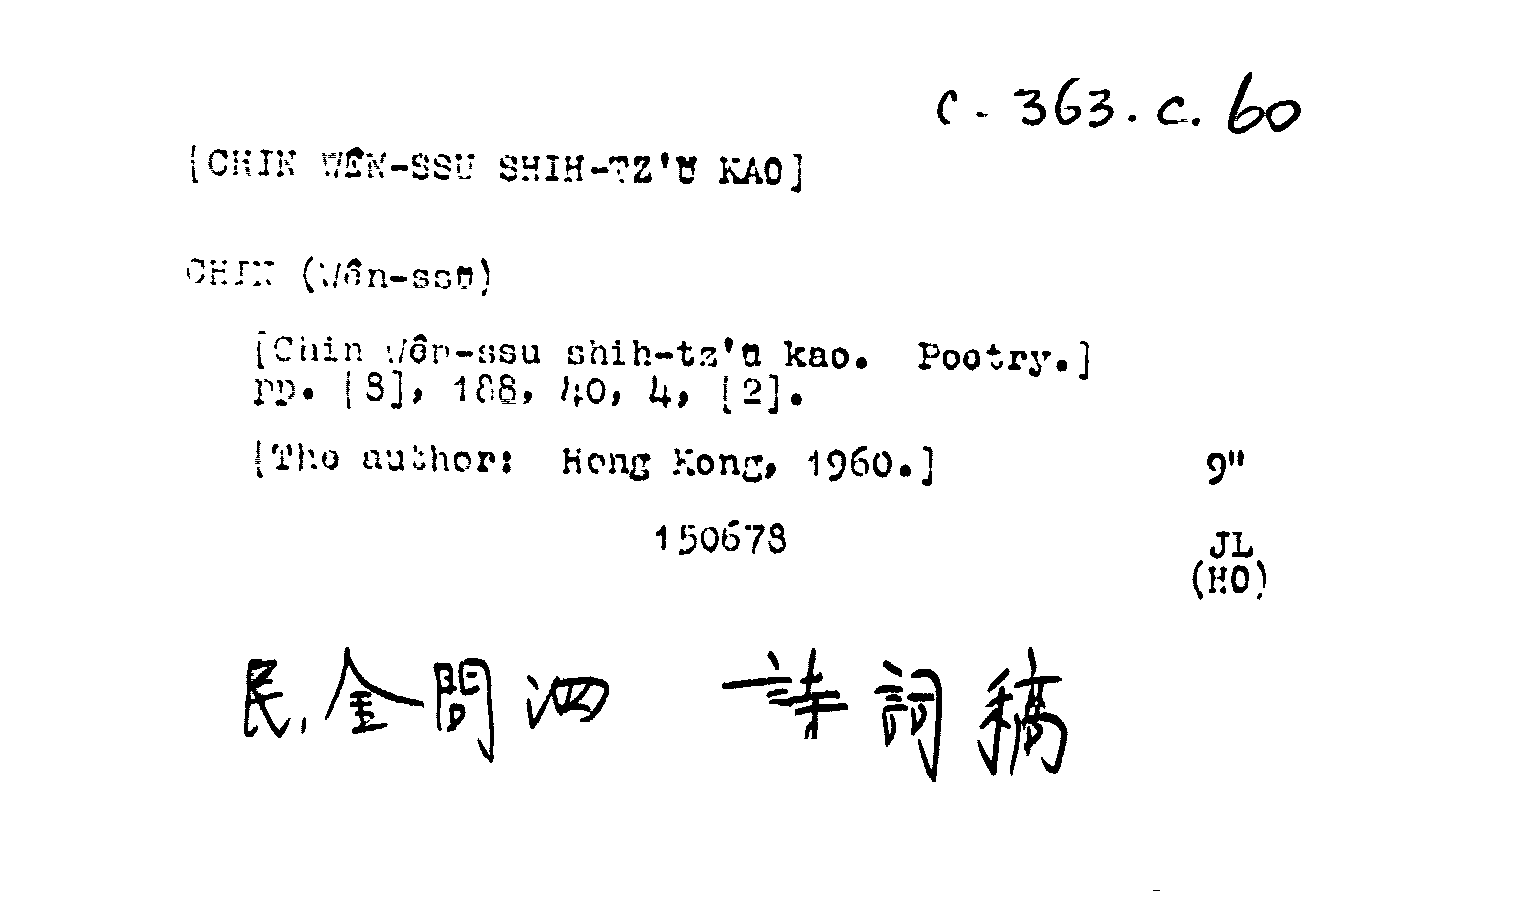 c. 363. c. 60
[CHIN WÊN-SSU SHIH-TZ'U KAO]
CHIN (Wên-ssu)
[Chin Wên-ssu shih-tz'u kao. Poetry.]
pp. [8], 188, 40, 4, [2].
[The author: Hong Kong, 1960.] 9"
150678 JL
(HO)
民, 金問泗 詩詞稿